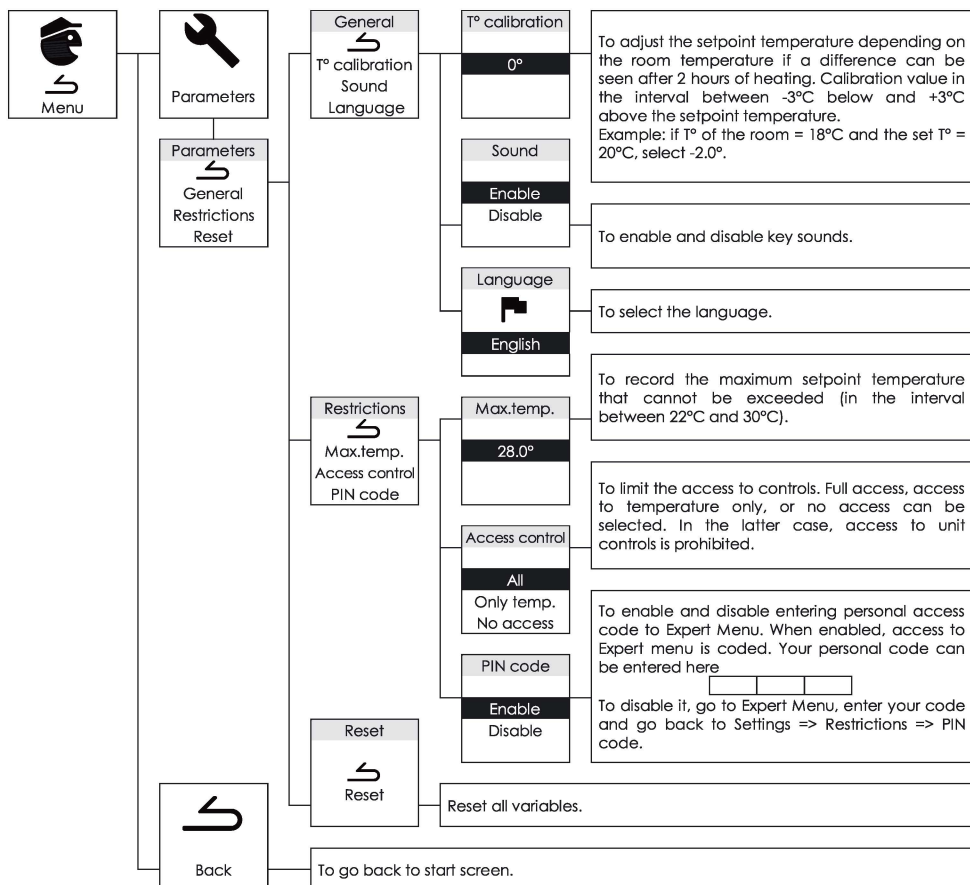 Menu
Parameters
Parameters
General
Restrictions
Reset
General
T° calibration
Sound
Language
T° calibration
0°
To adjust the setpoint temperature depending on
the room temperature if a difference can be
seen after 2 hours of heating. Calibration value in
the interval between -3°C below and +3°C
above the setpoint temperature.
Example: if T° of the room = 18°C and the set T° =
20°C, select -2.0°.
Sound
Enable
Disable
To enable and disable key sounds.
Language
English
To select the language.
Restrictions
Max.temp.
Access control
PIN code
Max.temp.
28.0°
To record the maximum setpoint temperature
that cannot be exceeded (in the interval
between 22°C and 30°C).
Access control
All
Only temp.
No access
To limit the access to controls. Full access, access
to temperature only, or no access can be
selected. In the latter case, access to unit
controls is prohibited.
PIN code
Enable
Disable
To enable and disable entering personal access
code to Expert Menu. When enabled, access to
Expert menu is coded. Your personal code can
be entered here
To disable it, go to Expert Menu, enter your code
and go back to Settings => Restrictions => PIN
code.
Reset
Reset
Reset all variables.
Back
To go back to start screen.